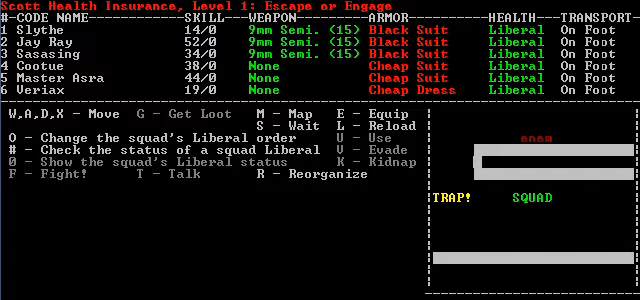 Scott Health Insurance, Level 1: Escape or Engage
#-CODE NAME------------SKILL---WEAPON---------ARMOR----------HEALTH---TRANSPORT-
1 Slythe 14/0 9mm Semi. (15) Black Suit Liberal On Foot
2 Jay Ray 52/0 9mm Semi. (15) Black Suit Liberal On Foot
3 Sasasing 34/0 9mm Semi. (15) Black Suit Liberal On Foot
4 Cootue 38/0 None Cheap Suit Liberal On Foot
5 Master Asra 44/0 None Cheap Suit Liberal On Foot
6 Veriax 19/0 None Cheap Dress Liberal On Foot
W,A,D,X - Move G - Get Loot M - Map E - Equip
S - Wait L - Reload
O - Change the squad's Liberal order U - Use
# - Check the status of a squad Liberal V - Evade
0 - Show the squad's Liberal status K - Kidnap
F - Fight! T - Talk R - Reorganize
enem
TRAP! SQUAD